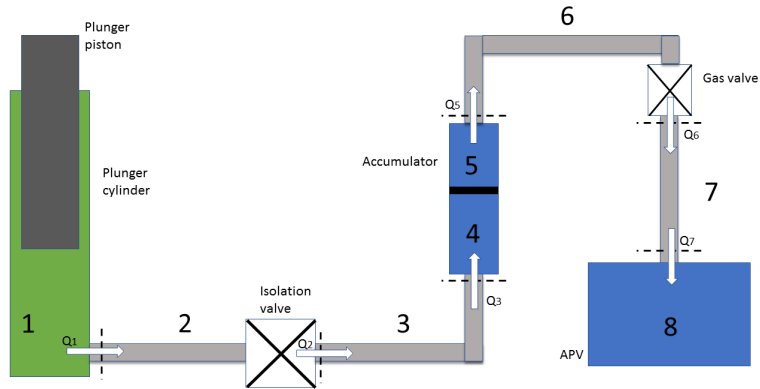 Plunger
piston
6
Gas valve
Q5
Q6
Accumulator
5
Plunger
cylinder
7
4
Q7
Isolation
valve
Q3
1
2
3
8
Q1
Q2
APV